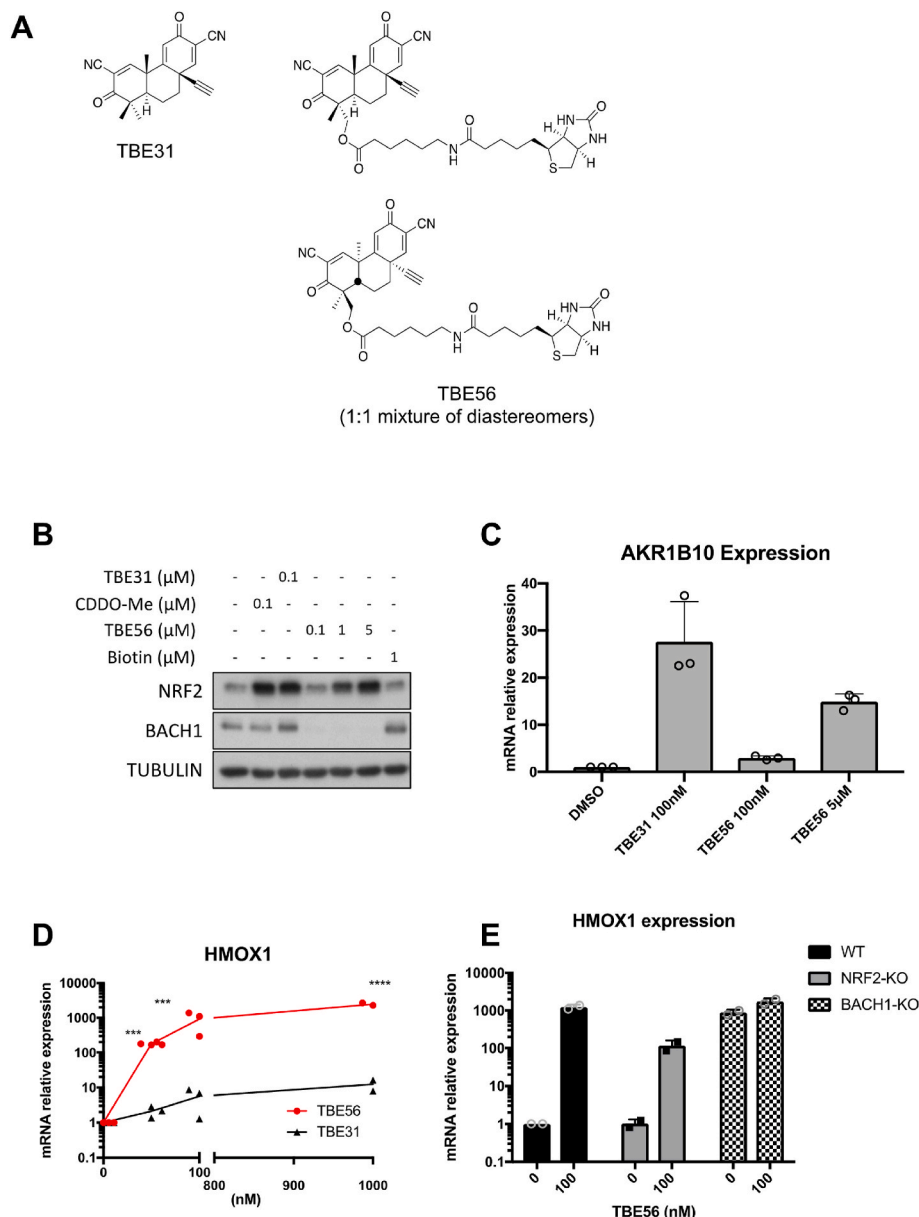 A
CN
O
NC
O
H
TBE31
O
CN
NC
O
H
O
O
N
H
O
H
HN
O
NH
S
H
O
CN
NC
O
O
O
N
H
O
H
HN
O
NH
S
H
TBE56
(1:1 mixture of diastereomers)
B
TBE31 (µM) - - 0.1 - - - -
CDDO-Me (µM) - 0.1 - - - - -
TBE56 (µM) - - - 0.1 1 5 -
Biotin (µM) - - - - - - 1
NRF2
BACH1
TUBULIN
C
AKR1B10 Expression
mRNA relative expression
40
30
20
10
0
DMSO
TBE31 100nM
TBE56 100nM
TBE56 5µM
D
HMOX1
mRNA relative expression
10000
1000
100
10
1
0.1
***
***
****
TBE56
TBE31
0 100 800 900 1000
(nM)
E
HMOX1 expression
mRNA relative expression
10000
1000
100
10
1
0.1
0 100 0 100 0 100
TBE56 (nM)
WT
NRF2-KO
BACH1-KO